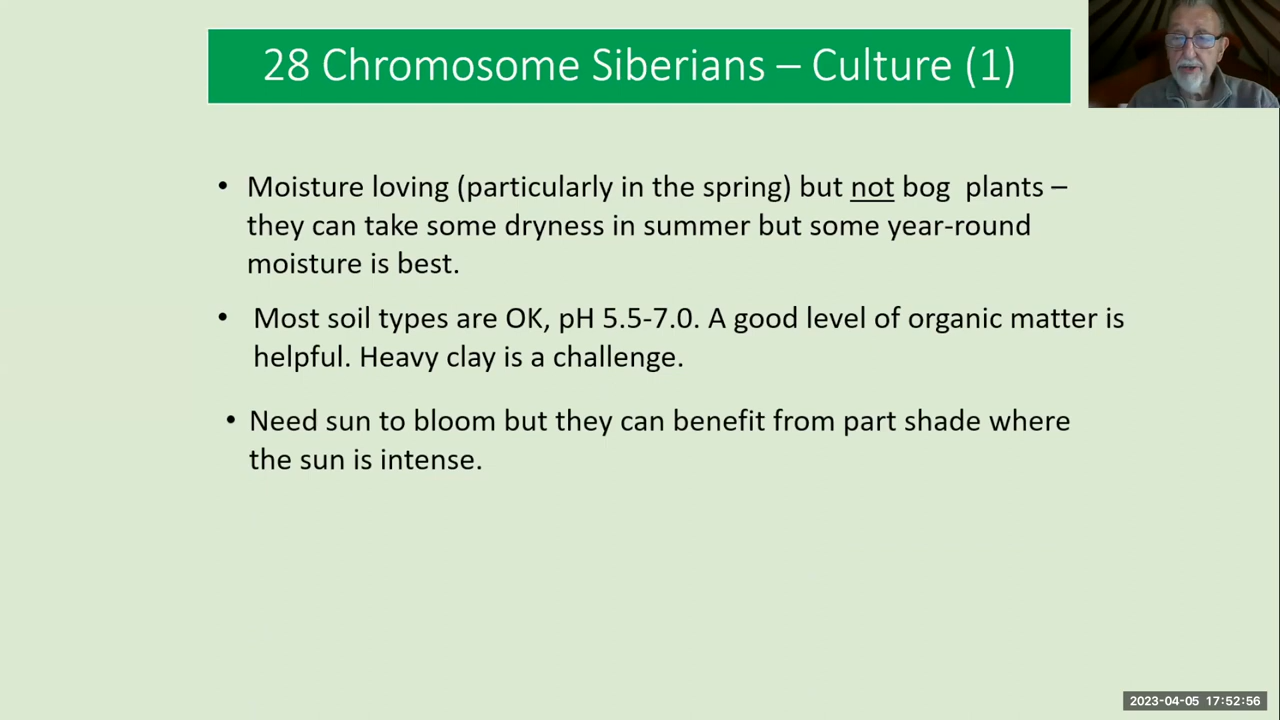 28 Chromosome Siberians – Culture (1)
• Moisture loving (particularly in the spring) but not bog  plants –
they can take some dryness in summer but some year-round
moisture is best.
• Most soil types are OK, pH 5.5-7.0. A good level of organic matter is
helpful. Heavy clay is a challenge.
• Need sun to bloom but they can benefit from part shade where
the sun is intense.
2023-04-05 17:52:56